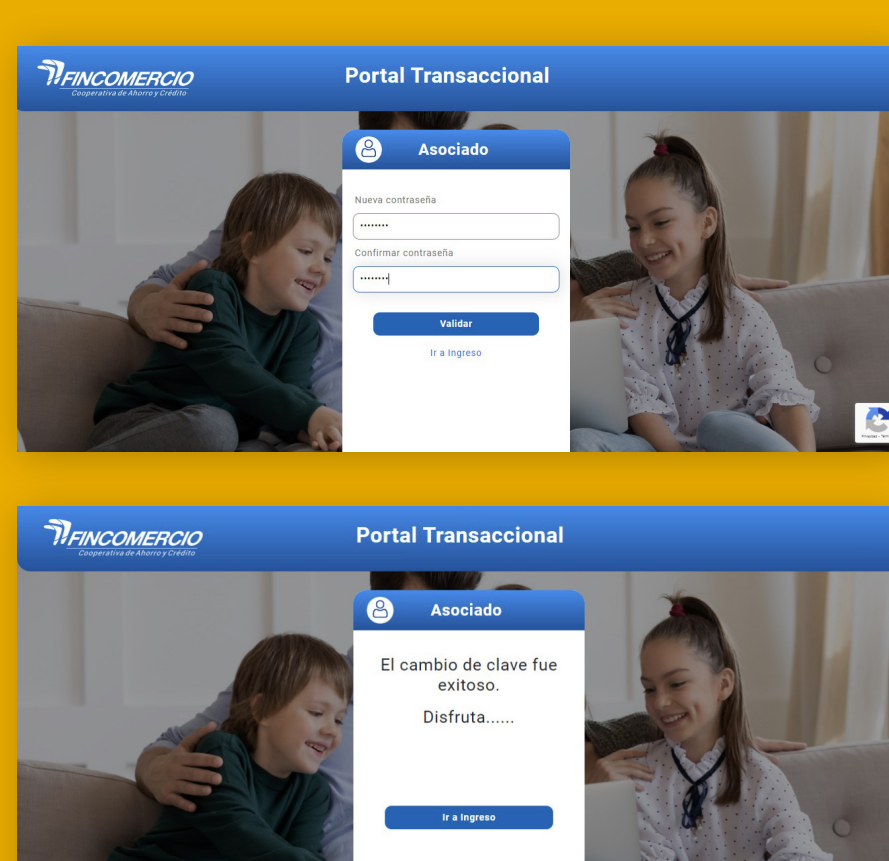 FINCOMERCIO
Cooperativa de Ahorro y Crédito
Portal Transaccional
Asociado
Nueva contraseña
••••••••
Confirmar contraseña
••••••••
Validar
Ir a Ingreso
FINCOMERCIO
Cooperativa de Ahorro y Crédito
Portal Transaccional
Asociado
El cambio de clave fue
exitoso.
Disfruta......
Ir a Ingreso